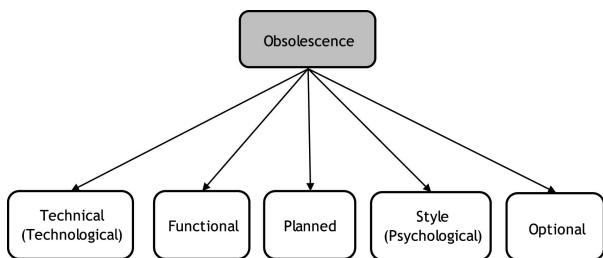 Obsolescence
Technical
(Technological)
Functional
Planned
Style
(Psychological)
Optional